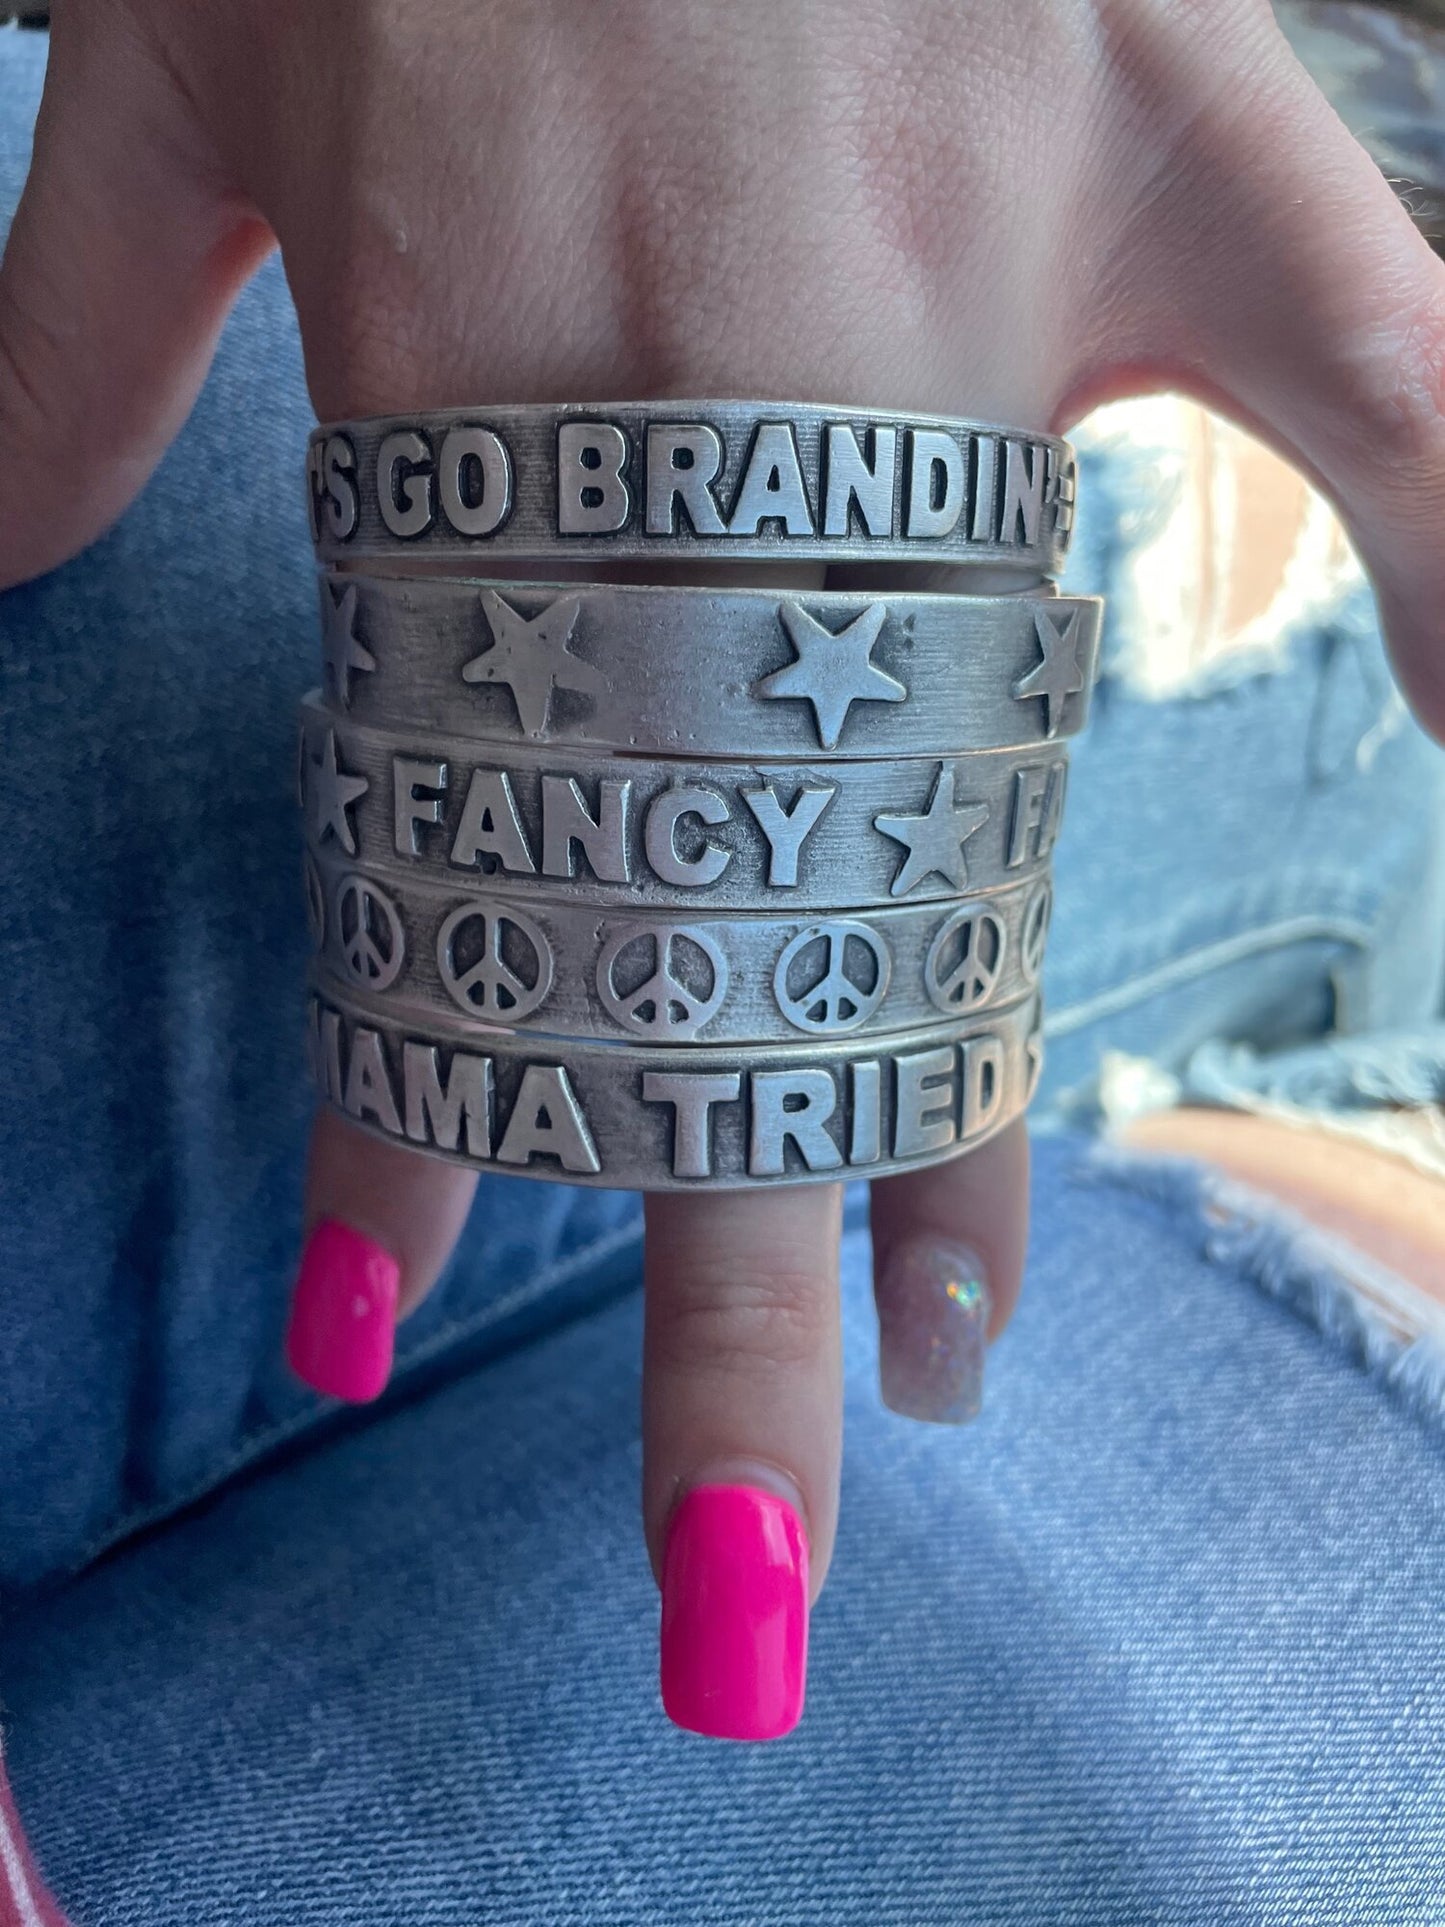 'S GO BRANDIN'
FANCY FA
MAMA TRIED